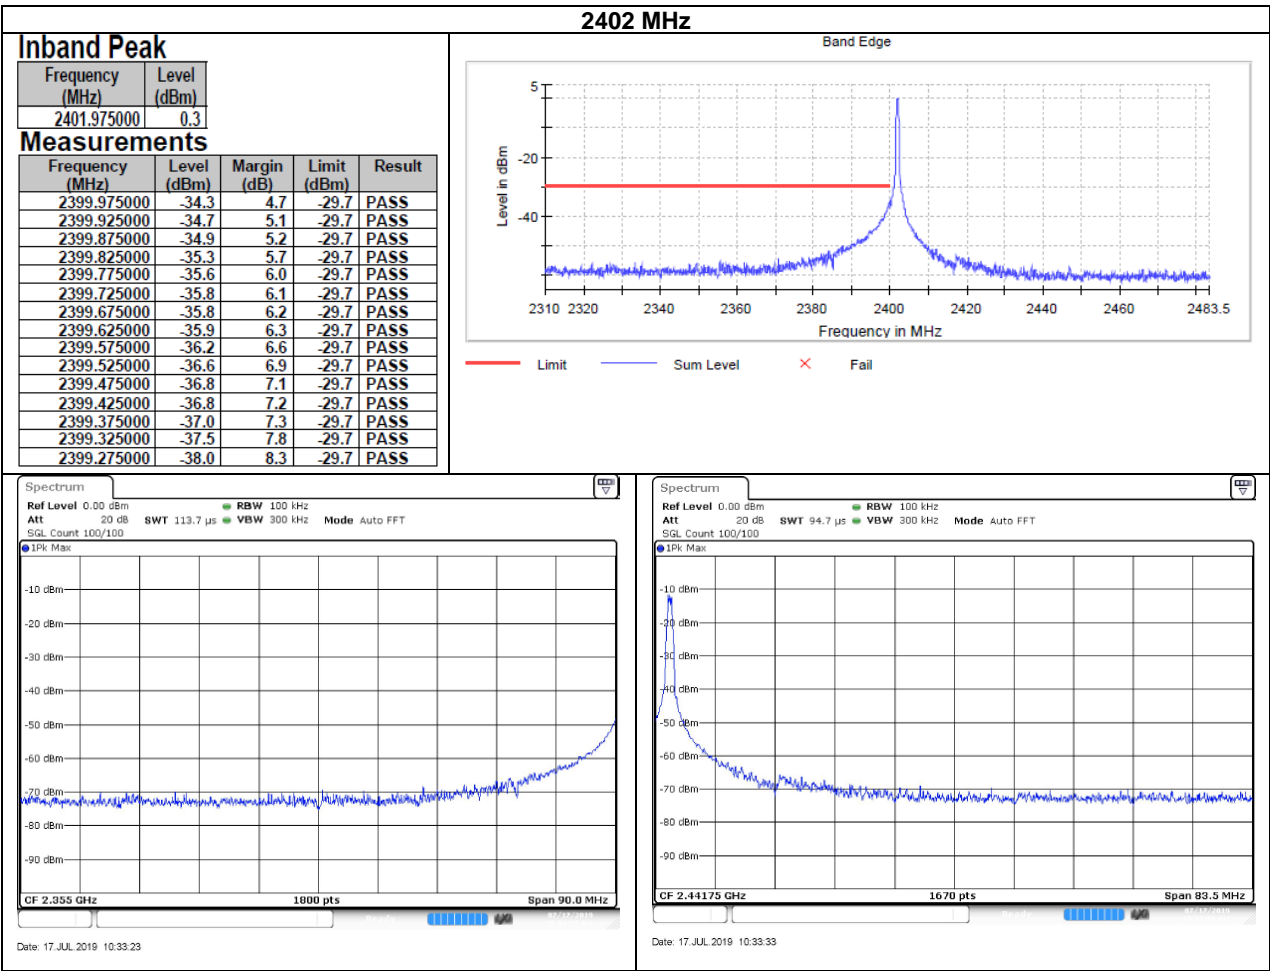 2402 MHz
Inband Peak
Frequency (MHz) Level (dBm)
2401.975000 0.3
Measurements
Frequency (MHz) Level (dBm) Margin (dB) Limit (dBm) Result
2399.975000 -34.3 4.7 -29.7 PASS
2399.925000 -34.7 5.1 -29.7 PASS
2399.875000 -34.9 5.2 -29.7 PASS
2399.825000 -35.3 5.7 -29.7 PASS
2399.775000 -35.6 6.0 -29.7 PASS
2399.725000 -35.8 6.1 -29.7 PASS
2399.675000 -35.8 6.2 -29.7 PASS
2399.625000 -35.9 6.3 -29.7 PASS
2399.575000 -36.2 6.6 -29.7 PASS
2399.525000 -36.6 6.9 -29.7 PASS
2399.475000 -36.8 7.1 -29.7 PASS
2399.425000 -36.8 7.2 -29.7 PASS
2399.375000 -37.0 7.3 -29.7 PASS
2399.325000 -37.5 7.8 -29.7 PASS
2399.275000 -38.0 8.3 -29.7 PASS
Band Edge
Level in dBm
5
-20
-40
2310 2320 2340 2360 2380 2400 2420 2440 2460 2483.5
Frequency in MHz
Limit Sum Level Fail
Spectrum
Ref Level 0.00 dBm RBW 100 kHz
Att 20 dB SWT 113.7 µs VBW 300 kHz Mode Auto FFT
SGL Count 100/100
1Pk Max
-10 dBm
-20 dBm
-30 dBm
-40 dBm
-50 dBm
-60 dBm
-70 dBm
-80 dBm
-90 dBm
CF 2.355 GHz 1800 pts Span 90.0 MHz
Ready 07/17/2019
Date: 17.JUL.2019 10:33:23
Spectrum
Ref Level 0.00 dBm RBW 100 kHz
Att 20 dB SWT 94.7 µs VBW 300 kHz Mode Auto FFT
SGL Count 100/100
1Pk Max
-10 dBm
-20 dBm
-30 dBm
-40 dBm
-50 dBm
-60 dBm
-70 dBm
-80 dBm
-90 dBm
CF 2.44175 GHz 1670 pts Span 83.5 MHz
Ready 07/17/2019
Date: 17.JUL.2019 10:33:33